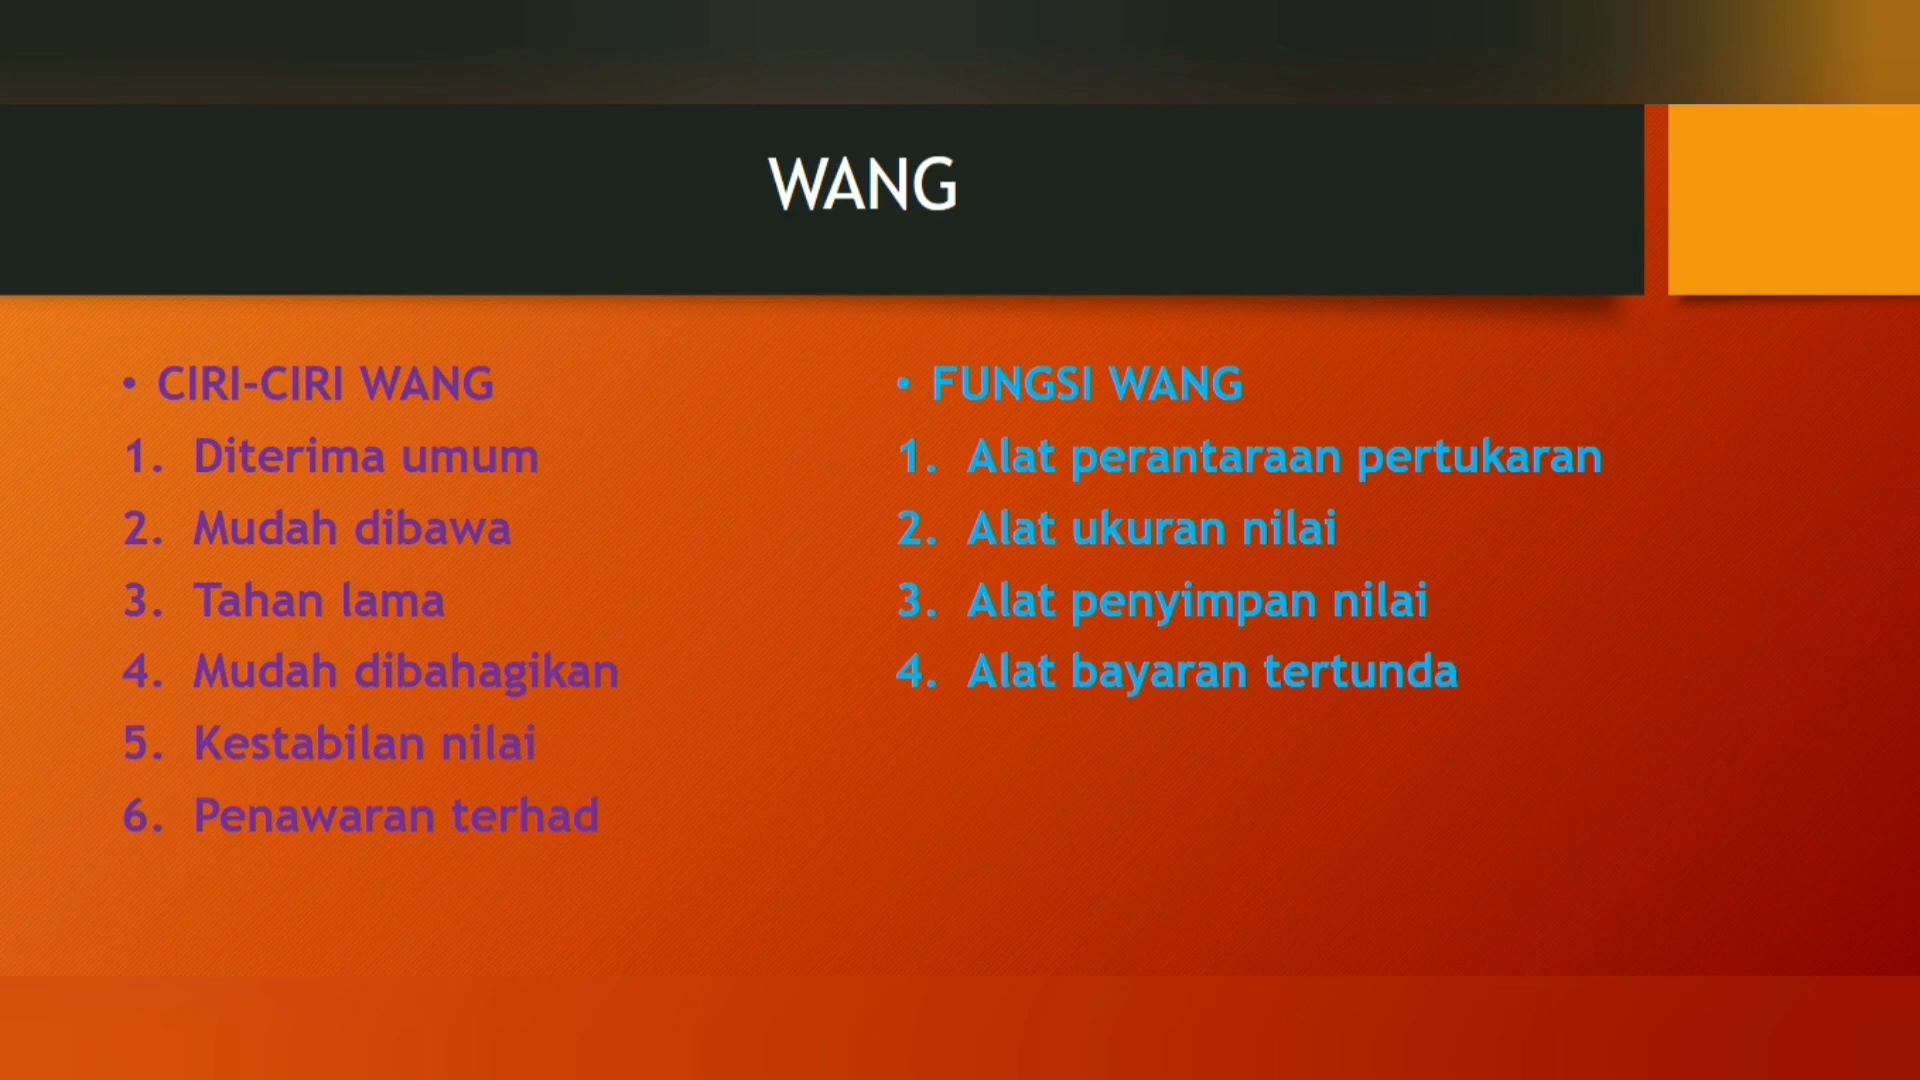 WANG
• CIRI-CIRI WANG
1. Diterima umum
2. Mudah dibawa
3. Tahan lama
4. Mudah dibahagikan
5. Kestabilan nilai
6. Penawaran terhad
• FUNGSI WANG
1. Alat perantaraan pertukaran
2. Alat ukuran nilai
3. Alat penyimpan nilai
4. Alat bayaran tertunda